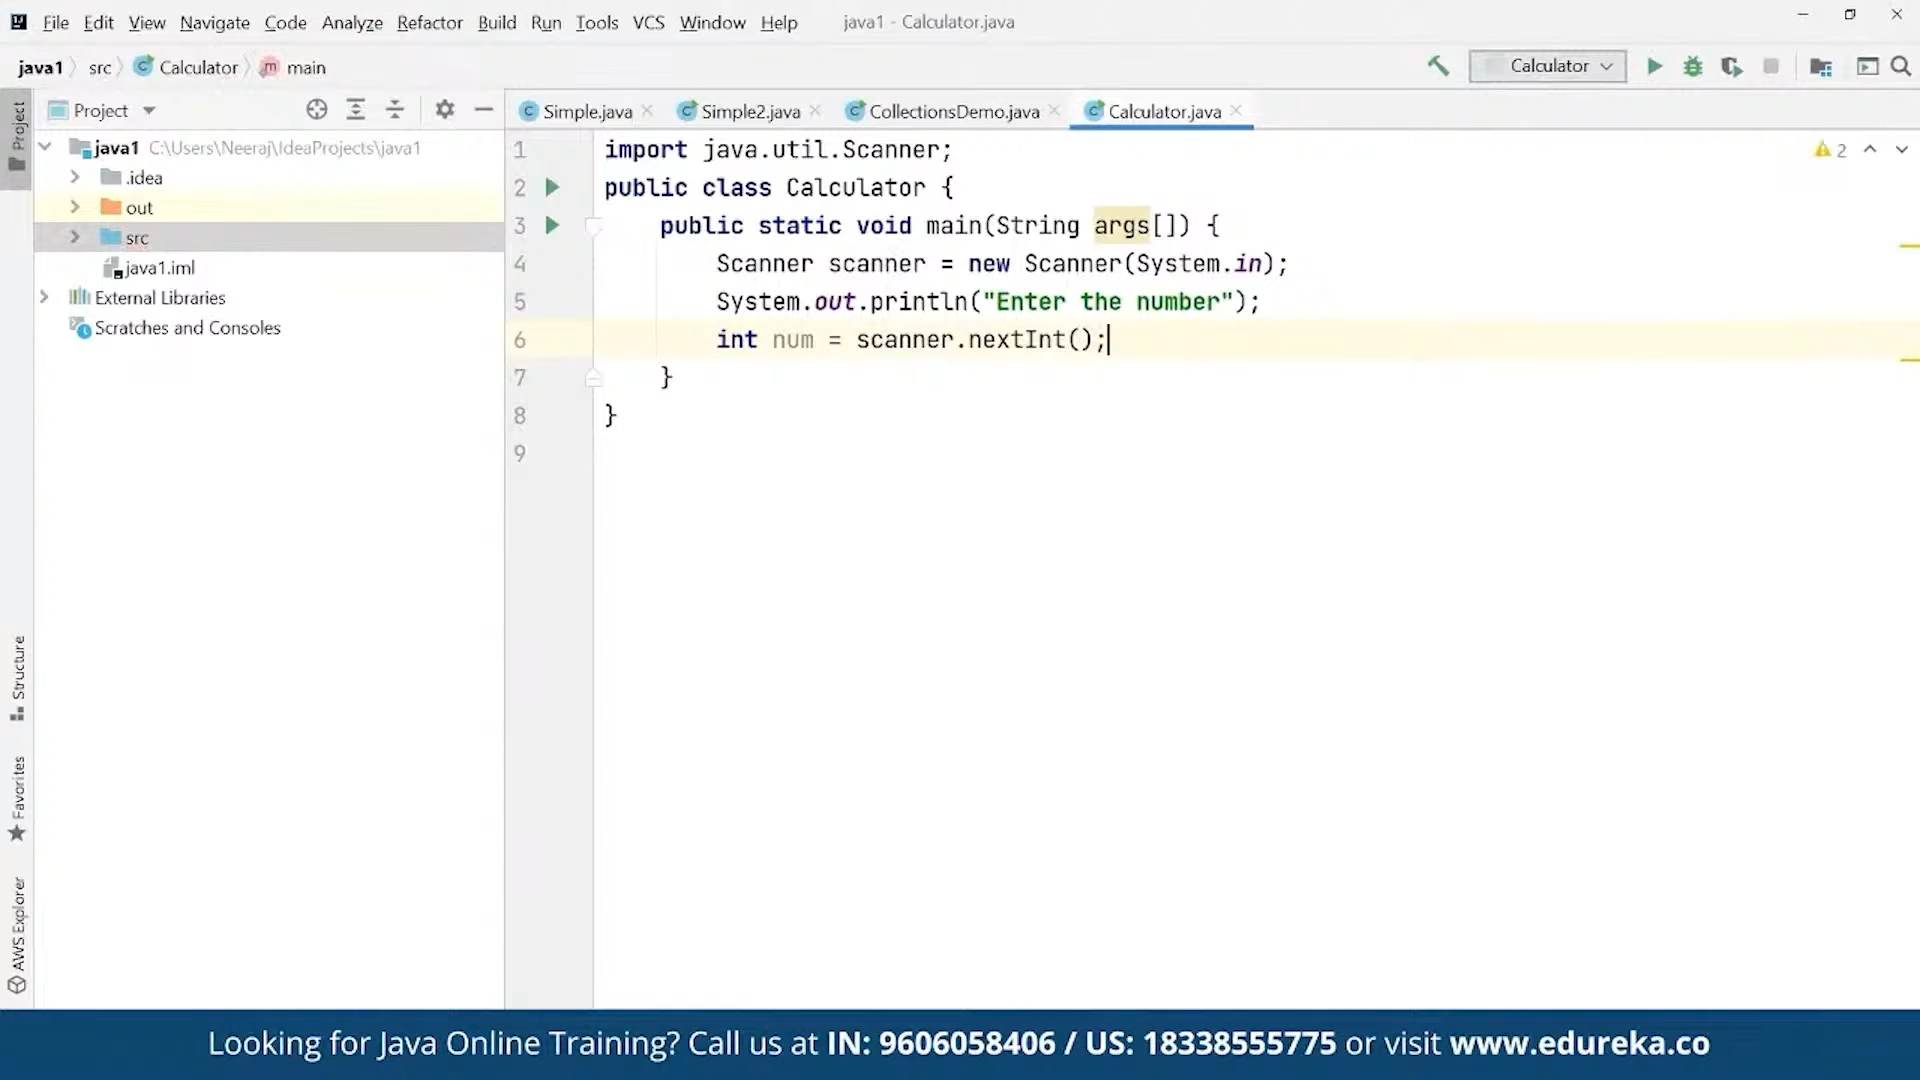 File Edit View Navigate Code Analyze Refactor Build Run Tools VCS Window Help java1 - Calculator.java
java1 src Calculator main
Calculator
Project
Simple.java Simple2.java CollectionsDemo.java Calculator.java
Project
java1 C:\Users\Neeraj\IdeaProjects\java1
.idea
out
src
java1.iml
External Libraries
Scratches and Consoles
Structure
Favorites
AWS Explorer
1 import java.util.Scanner;
2 public class Calculator {
3 public static void main(String args[]) {
4 Scanner scanner = new Scanner(System.in);
5 System.out.println("Enter the number");
6 int num = scanner.nextInt();
7 }
8 }
9
2
Looking for Java Online Training? Call us at IN: 9606058406 / US: 18338555775 or visit www.edureka.co